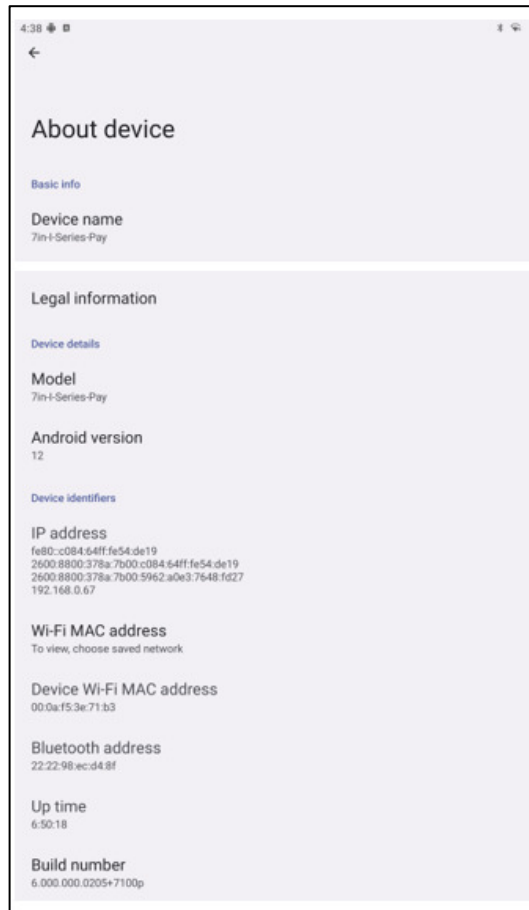 4:38
About device
Basic info
Device name
7in-I-Series-Pay
Legal information
Device details
Model
7in-I-Series-Pay
Android version
12
Device identifiers
IP address
fe80::c084:64ff:fe54:de19
2600:8800:378a:7b00:c084:64ff:fe54:de19
2600:8800:378a:7b00:5962:a0e3:7648:fd27
192.168.0.67
Wi-Fi MAC address
To view, choose saved network
Device Wi-Fi MAC address
00:0a:f5:3e:71:b3
Bluetooth address
22:22:98:ec:d4:8f
Up time
6:50:18
Build number
6.000.000.0205+7100p